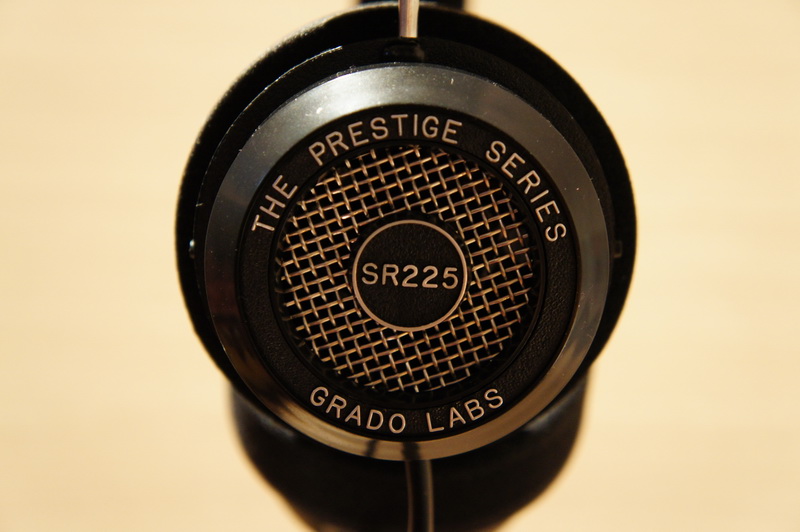 THE PRESTIGE SERIES
SR225
GRADO LABS